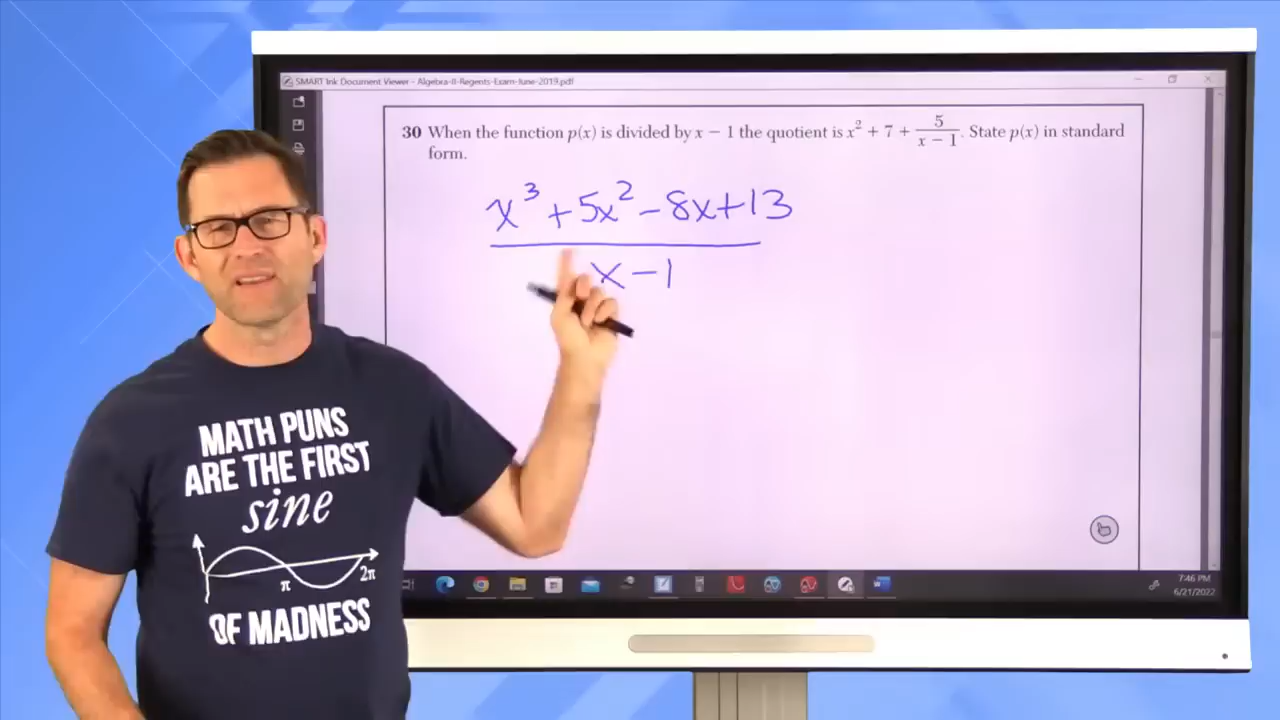 SMART Ink Document Viewer - Algebra-II-Regents-Exam-June-2019.pdf
30 When the function p(x) is divided by x − 1 the quotient is x² + 7 + 5/(x − 1). State p(x) in standard
form.
x³ + 5x² − 8x + 13
x − 1
MATH PUNS
ARE THE FIRST
sine
π
2π
OF MADNESS
7:46 PM
6/21/2022